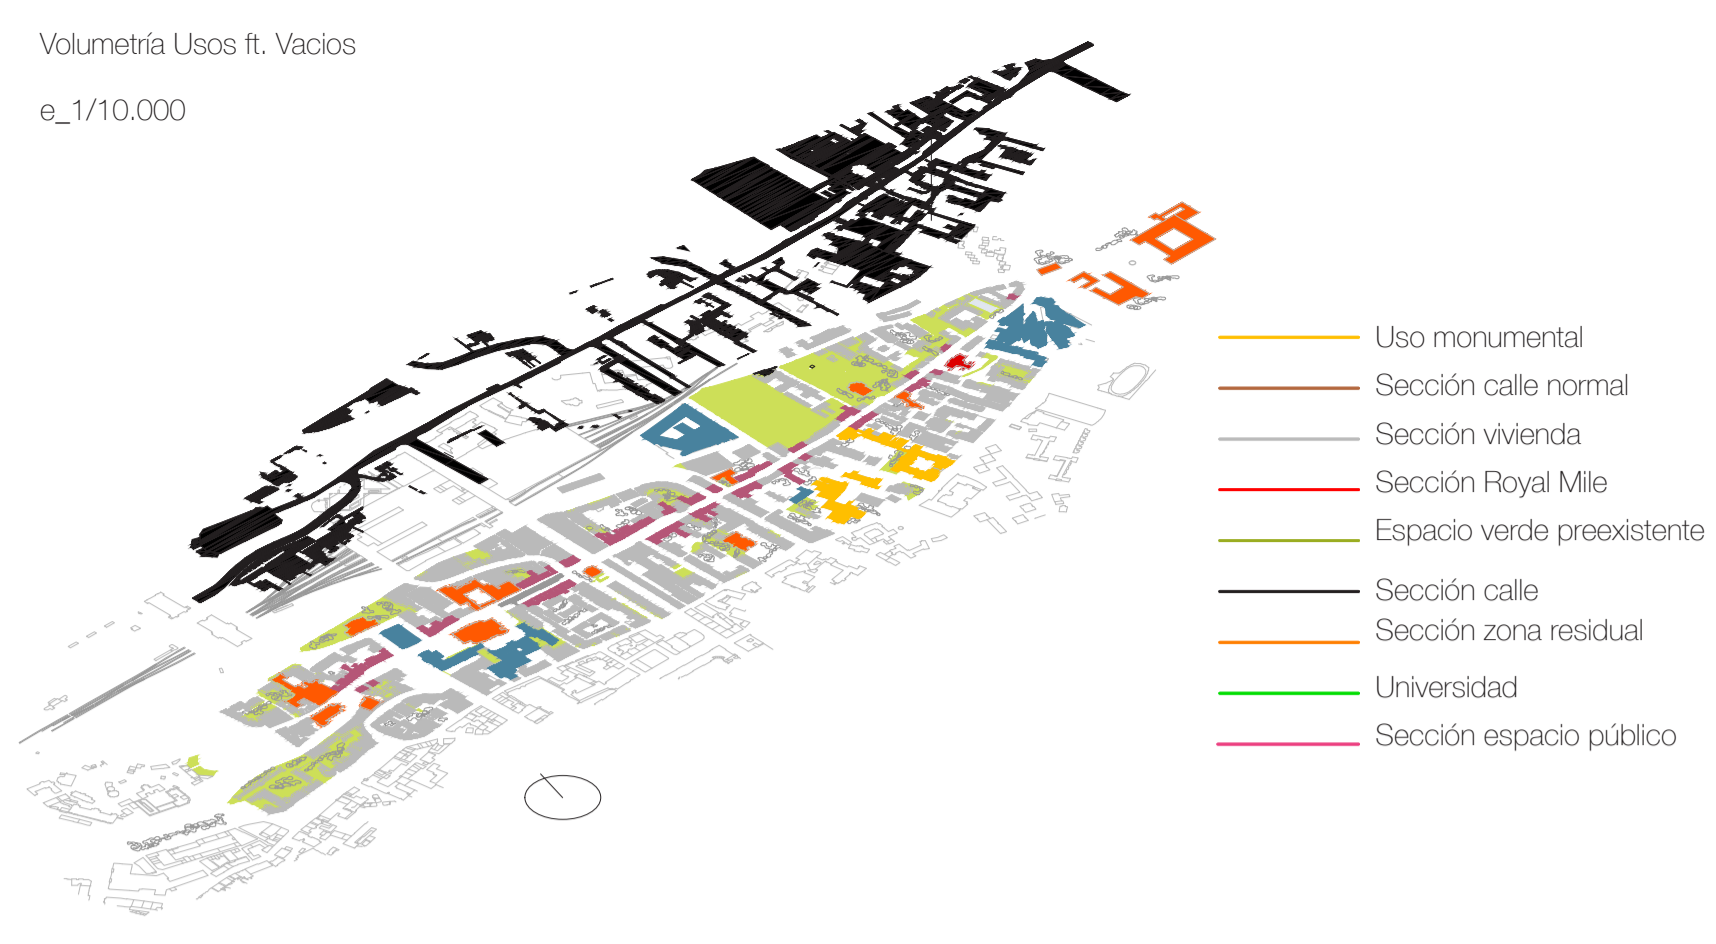 Volumetría Usos ft. Vacios
e_1/10.000
Uso monumental
Sección calle normal
Sección vivienda
Sección Royal Mile
Espacio verde preexistente
Sección calle
Sección zona residual
Universidad
Sección espacio público